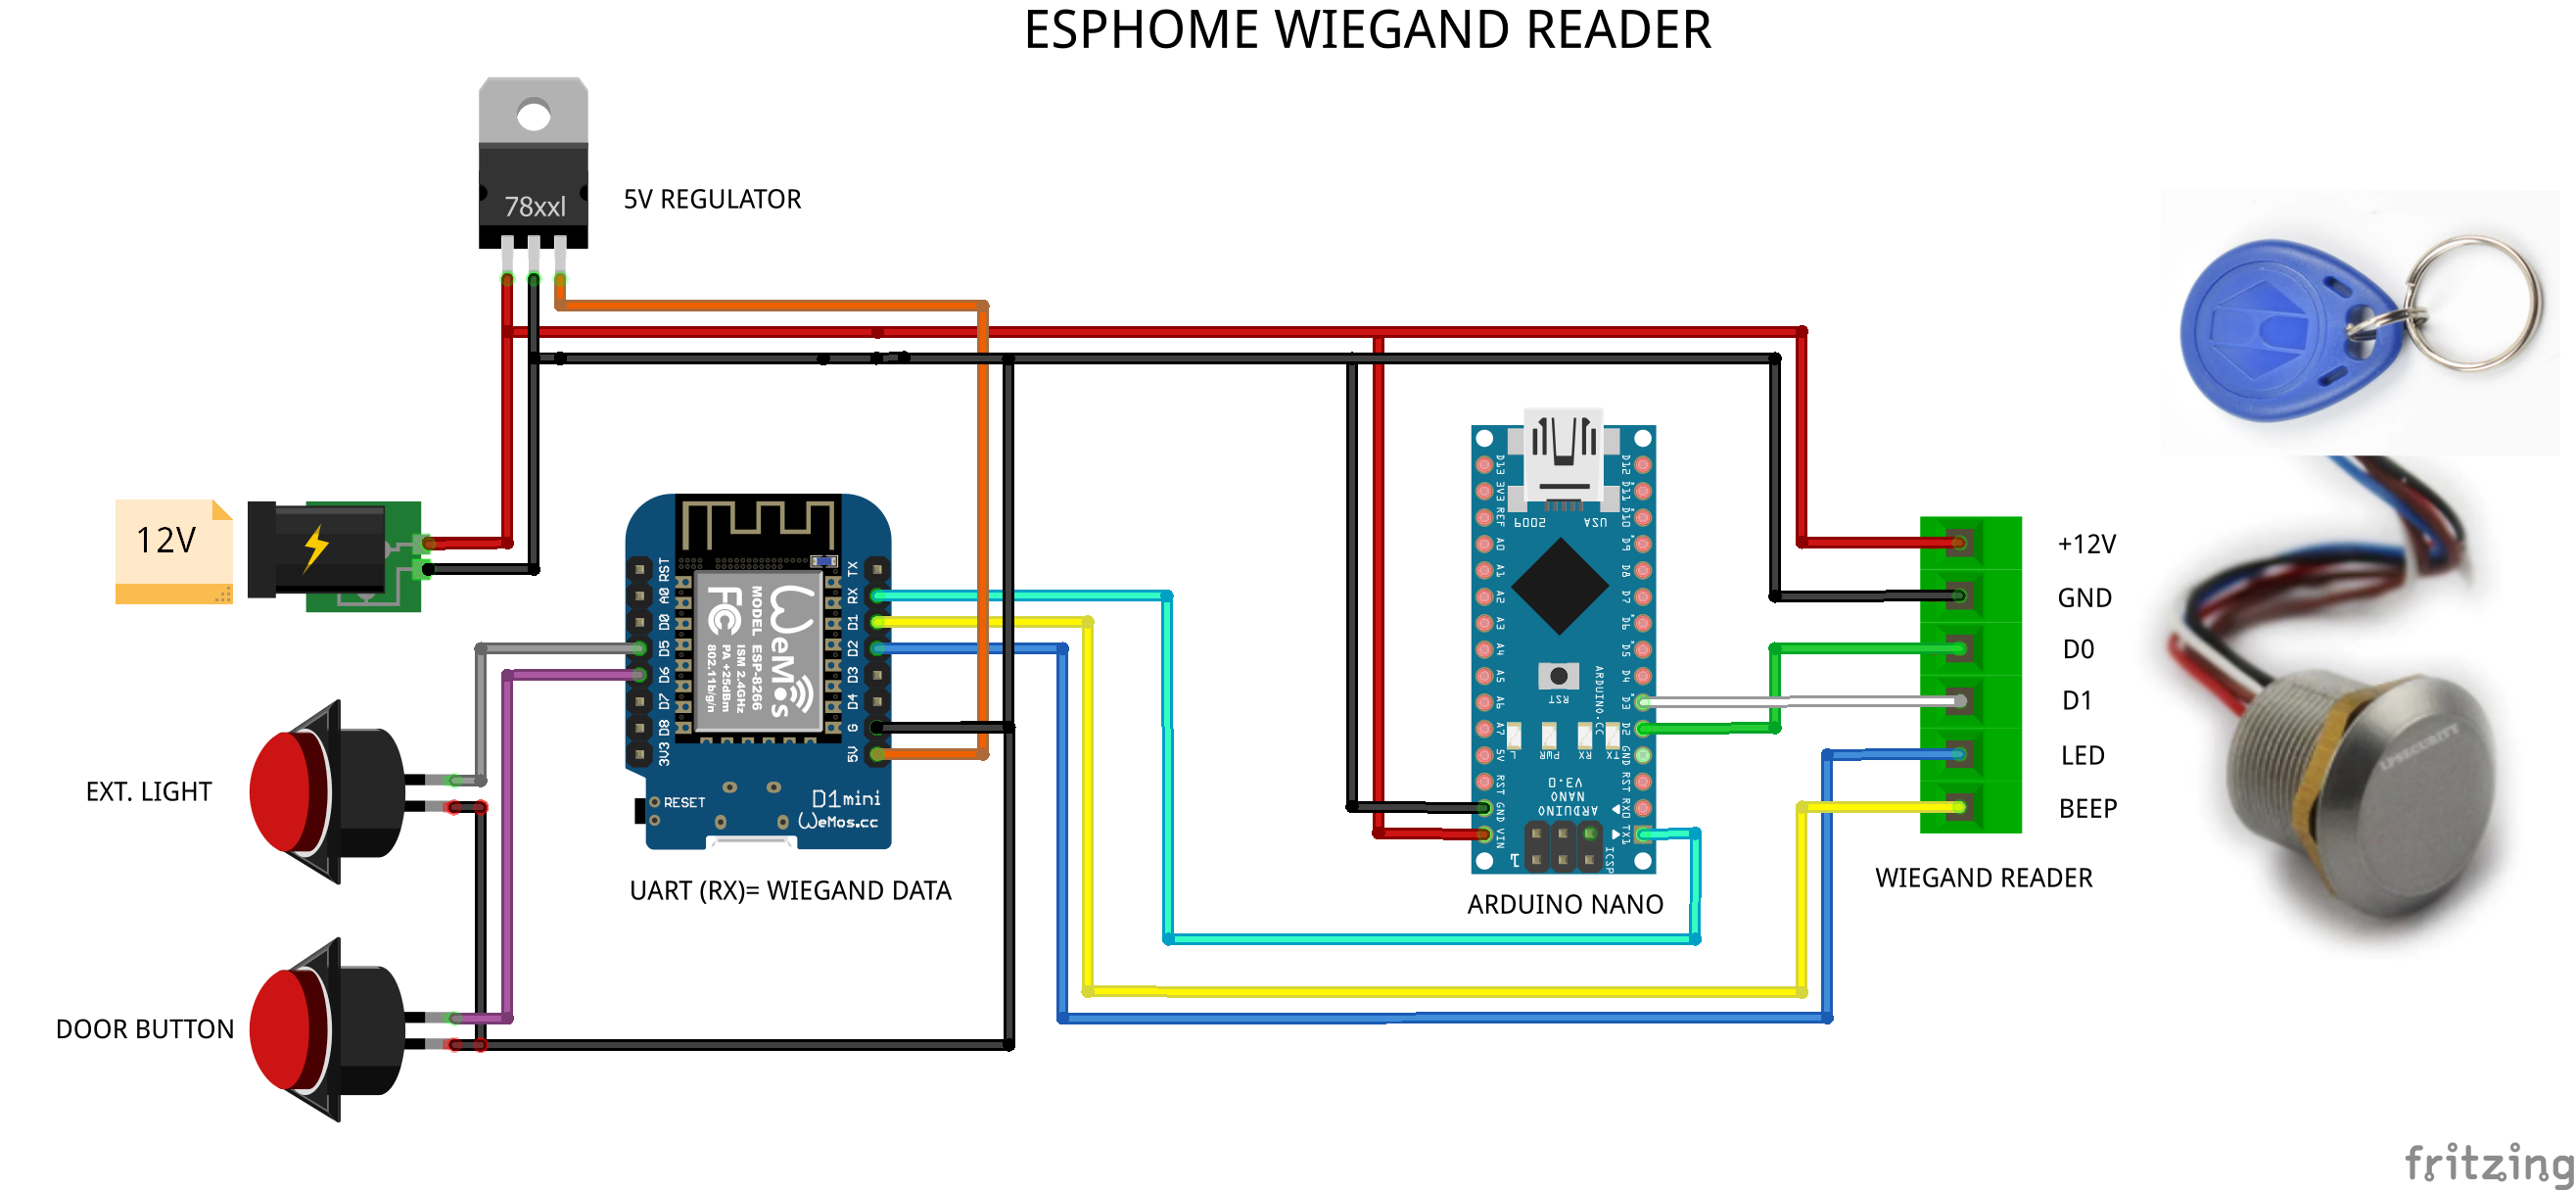 ESPHOME WIEGAND READER
78xxl
5V REGULATOR
12V
RST
A0
D0
D5
D6
D7
D8
3V3
TX
RX
D1
D2
D3
D4
G
5V
WeMos
FC
MODEL ESP-8266
ISM 2.4GHz
PA +25dBm
802.11b/g/n
RESET
D1mini
WeMos.cc
UART (RX)= WIEGAND DATA
EXT. LIGHT
DOOR BUTTON
D13
3V3
REF
A0
A1
A2
A3
A4
A5
A6
A7
5V
RST
GND
VIN
D12
D11
D10
D9
D8
D7
D6
D5
D4
D3
D2
GND
RST
RX0
TX1
USA
2009
RST
ARDUINO.CC
L
PWR
RX
TX
ARDUINO
NANO
V3.0
1
ICSP
ARDUINO NANO
+12V
GND
D0
D1
LED
BEEP
WIEGAND READER
fritzing